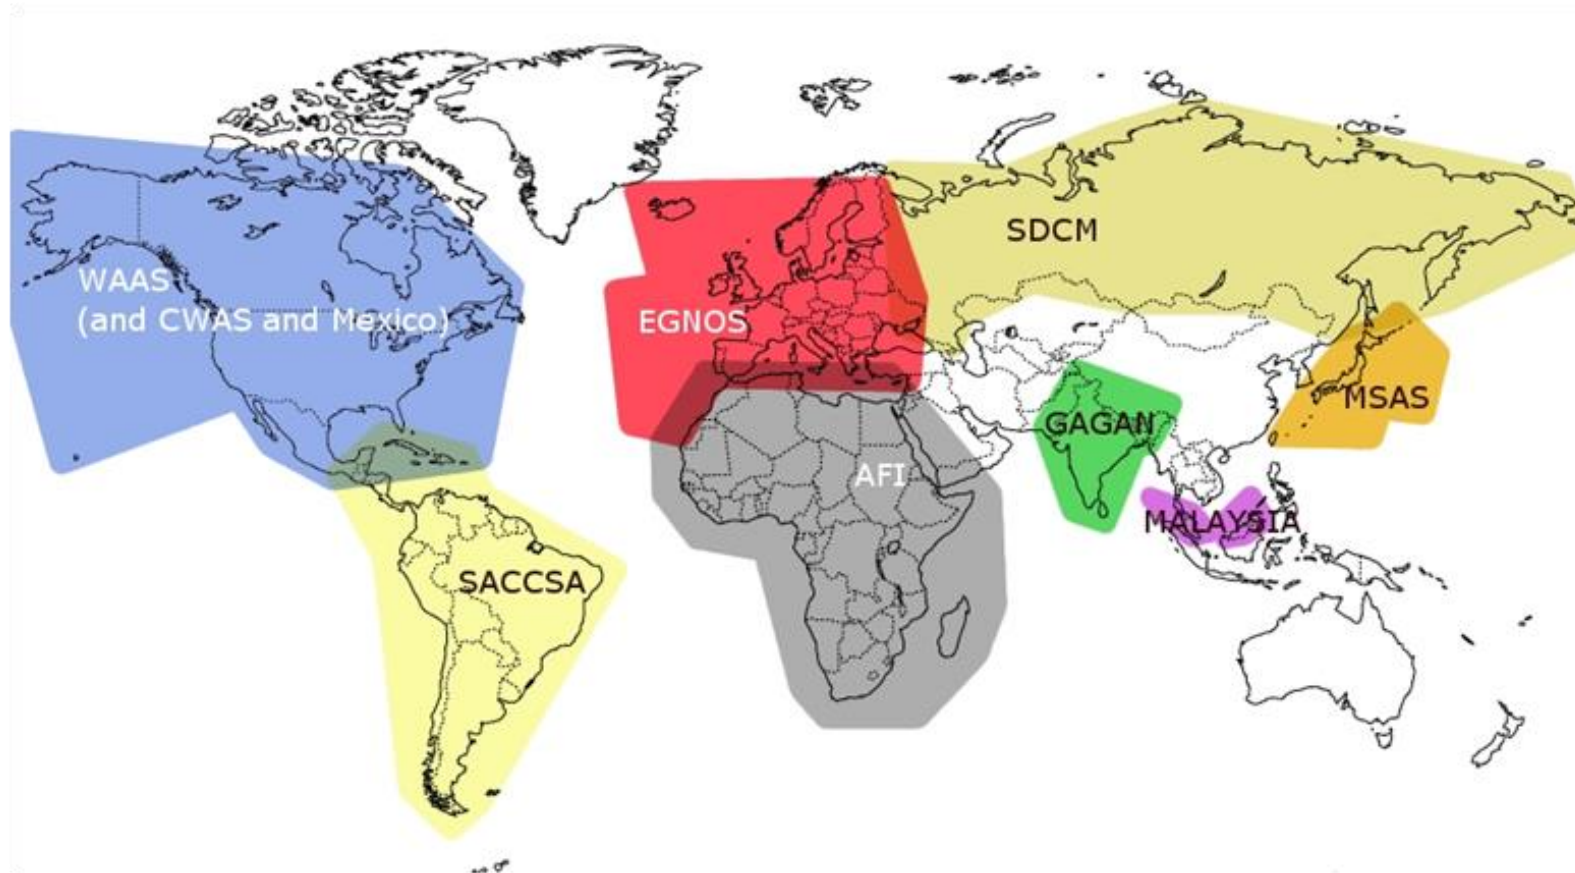 SDCM
WAAS
(and CWAS and Mexico)
EGNOS
MSAS
GAGAN
AFI
MALAYSIA
SACCSA